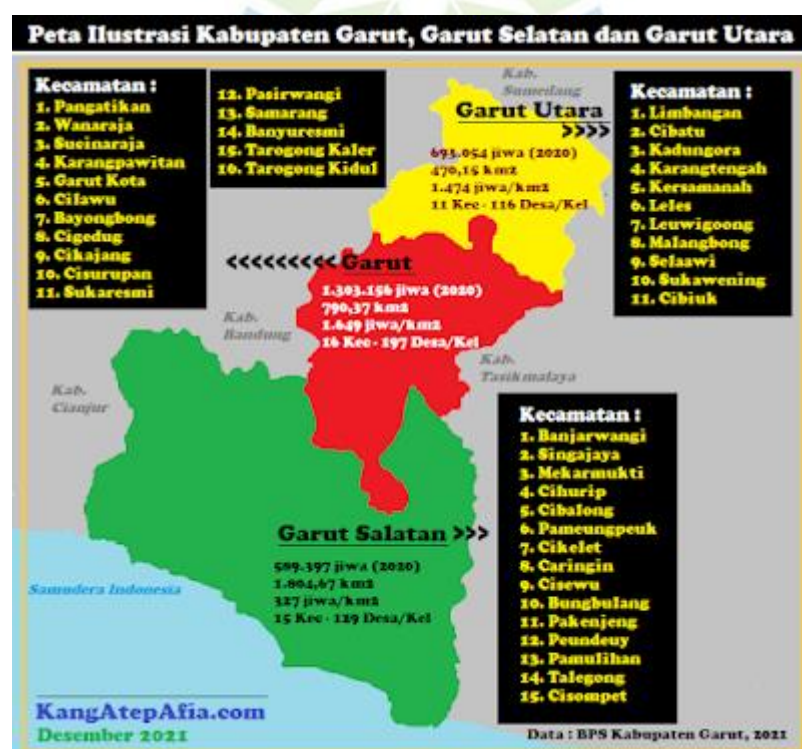 Peta Ilustrasi Kabupaten Garut, Garut Selatan dan Garut Utara
Kecamatan :
1. Pangatikan
2. Wanaraja
3. Sucinaraja
4. Karangpawitan
5. Garut Kota
6. Cilawu
7. Bayongbong
8. Cigedug
9. Cikajang
10. Cisurupan
11. Sukaresmi
12. Pasirwangi
13. Samarang
14. Banyuresmi
15. Tarogong Kaler
16. Tarogong Kidul
Kab.
Sumedang
Garut Utara
>>>>
693.054 jiwa (2020)
470,15 km2
1.474 jiwa/km2
11 Kec - 116 Desa/Kel
Kecamatan :
1. Limbangan
2. Cibatu
3. Kadungora
4. Karangtengah
5. Kersamanah
6. Leles
7. Leuwigoong
8. Malangbong
9. Selaawi
10. Sukawening
11. Cibiuk
<<<<<<<<< Garut
1.303.156 jiwa (2020)
790,37 km2
1.649 jiwa/km2
16 Kec - 197 Desa/Kel
Kab.
Bandung
Kab.
Tasikmalaya
Kab.
Cianjur
Kecamatan :
1. Banjarwangi
2. Singajaya
3. Mekarmukti
4. Cihurip
5. Cibalong
6. Pameungpeuk
7. Cikelet
8. Caringin
9. Cisewu
10. Bungbulang
11. Pakenjeng
12. Peundeuy
13. Pamulihan
14. Talegong
15. Cisompet
Garut Salatan >>>
589.397 jiwa (2020)
1.804,67 km2
327 jiwa/km2
15 Kec - 129 Desa/Kel
Samudera Indonesia
KangAtepAfia.com
Desember 2021
Data : BPS Kabupaten Garut, 2021